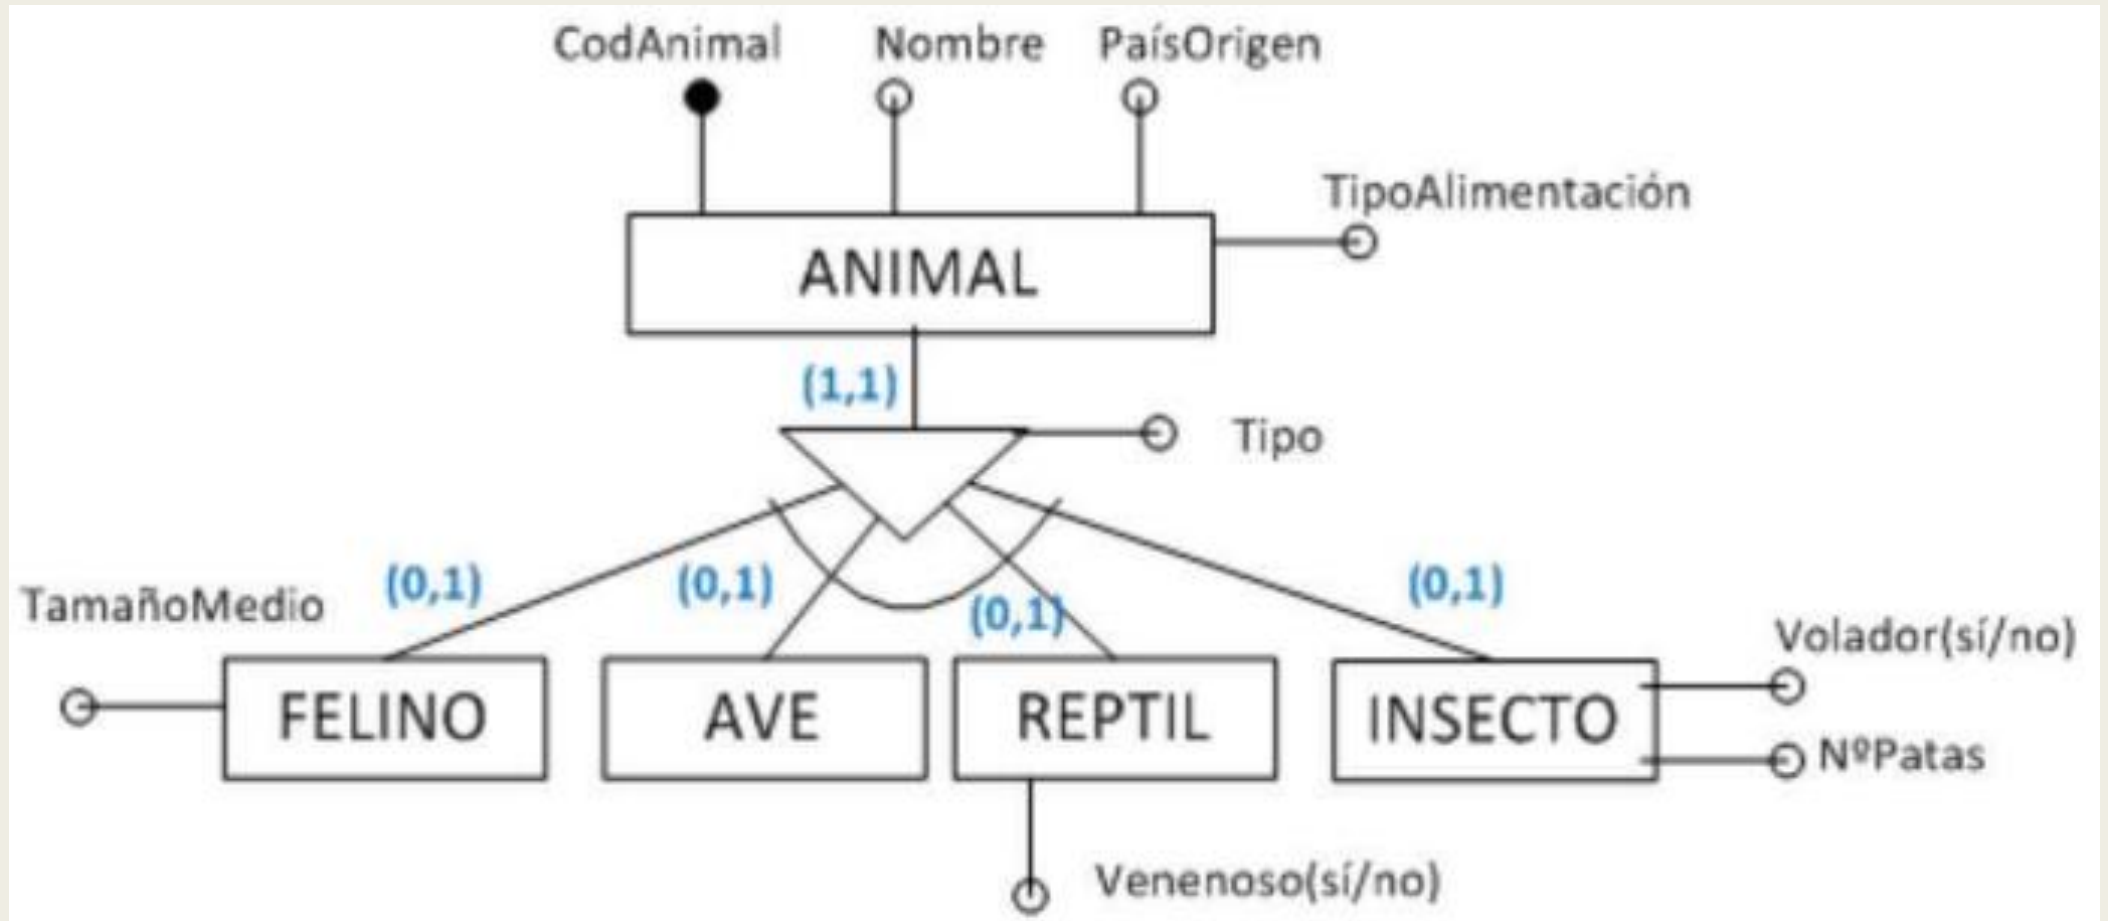 CodAnimal Nombre PaísOrigen
TipoAlimentación
ANIMAL
(1,1)
Tipo
(0,1) (0,1) (0,1) (0,1)
TamañoMedio
Volador(sí/no)
FELINO AVE REPTIL INSECTO
NºPatas
Venenoso(sí/no)